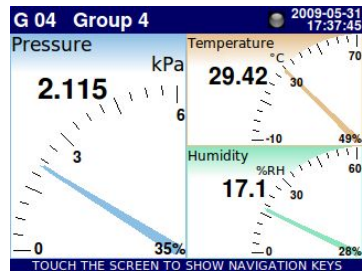 G 04 Group 4
2009-05-31
17:37:45
Pressure
kPa
2.115
6
3
0
35%
Temperature
70
°C
29.42
30
-10
49%
Humidity
60
%RH
17.1
30
0
28%
TOUCH THE SCREEN TO SHOW NAVIGATION KEYS